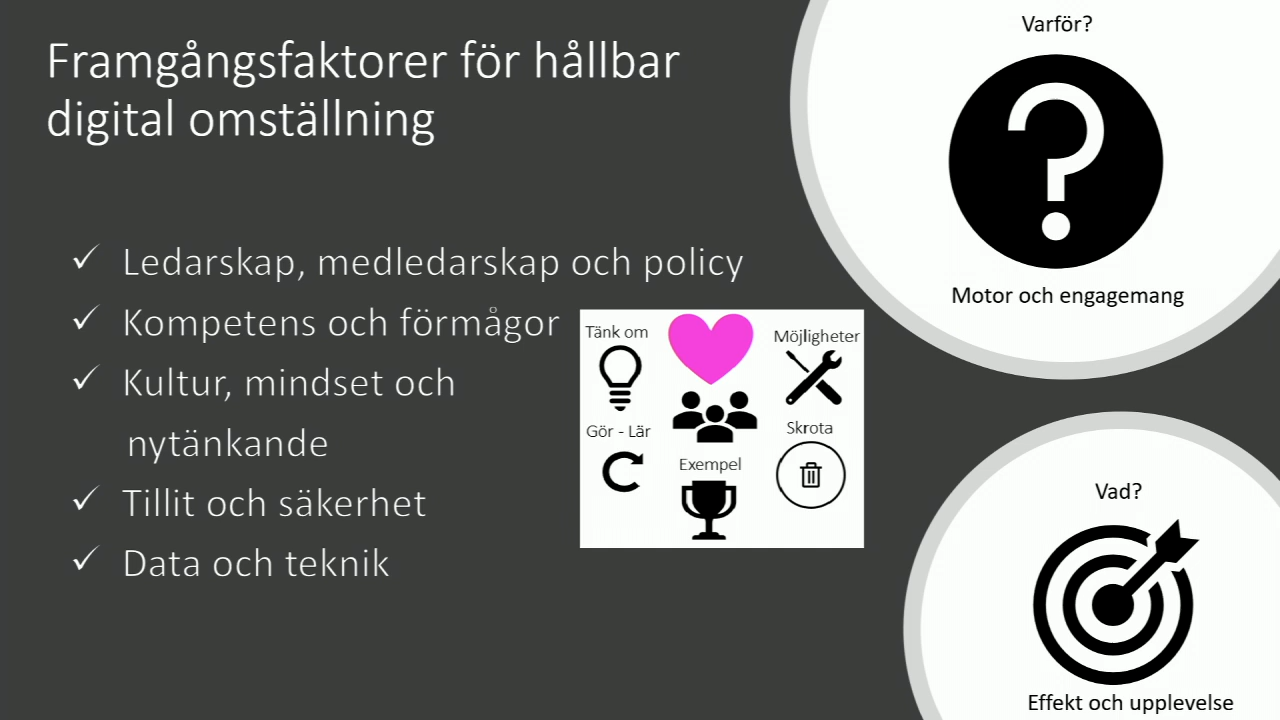 Framgångsfaktorer för hållbar
digital omställning
Ledarskap, medledarskap och policy
Kompetens och förmågor
Kultur, mindset och
nytänkande
Tillit och säkerhet
Data och teknik
Tänk om
Möjligheter
Gör - Lär
Skrota
Exempel
Varför?
Motor och engagemang
Vad?
Effekt och upplevelse